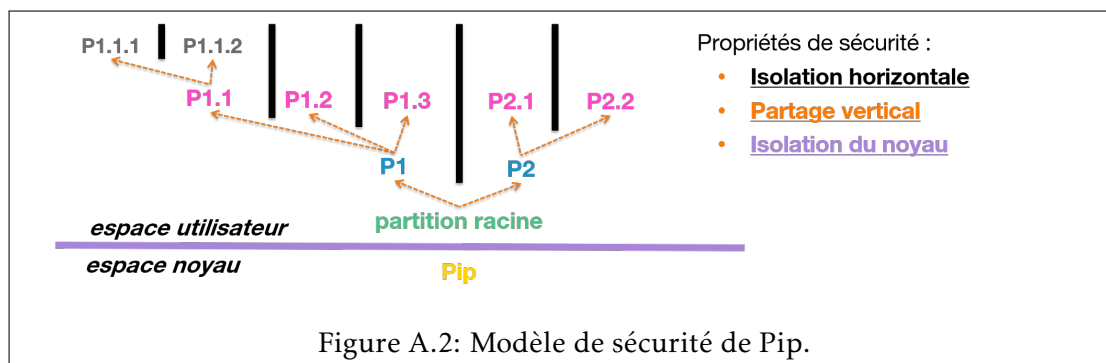 P1.1.1 P1.1.2
P1.1 P1.2 P1.3 P2.1 P2.2
P1 P2
partition racine
espace utilisateur
espace noyau
Pip
Propriétés de sécurité :
• Isolation horizontale
• Partage vertical
• Isolation du noyau
Figure A.2: Modèle de sécurité de Pip.